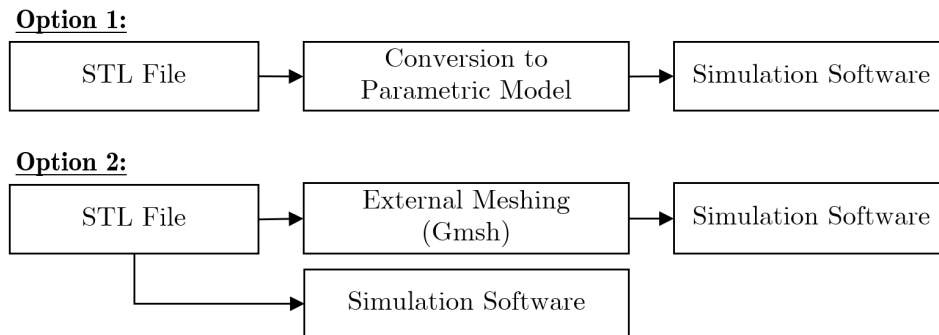 Option 1:
STL File
Conversion to
Parametric Model
Simulation Software
Option 2:
STL File
External Meshing
(Gmsh)
Simulation Software
Simulation Software